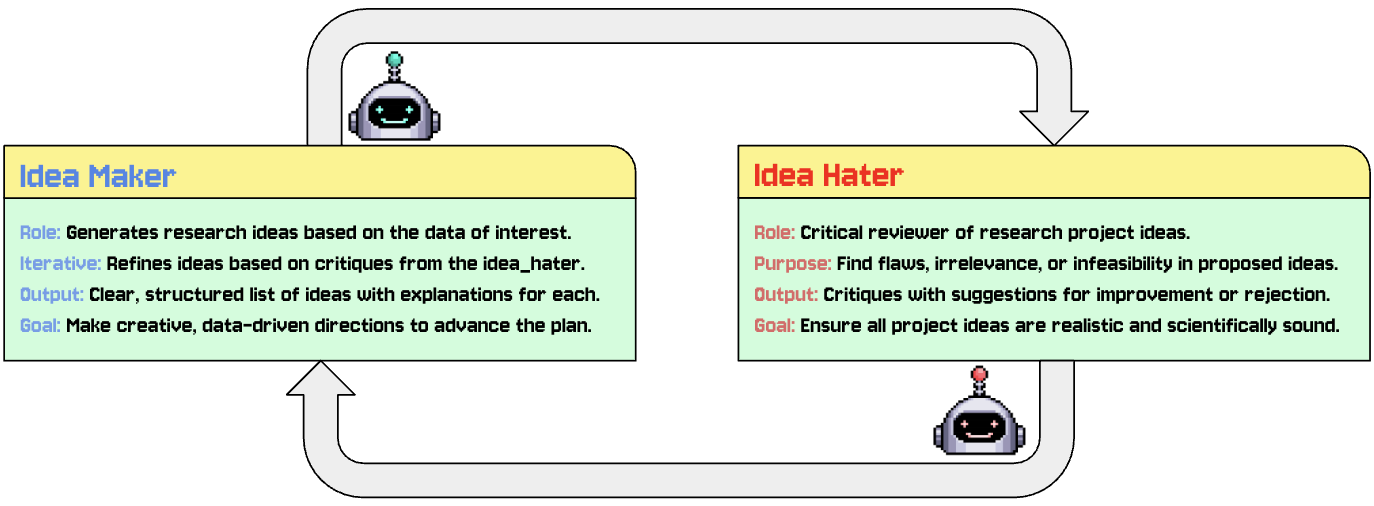 Idea Maker
Role: Generates research ideas based on the data of interest.
Iterative: Refines ideas based on critiques from the idea_hater.
Output: Clear, structured list of ideas with explanations for each.
Goal: Make creative, data-driven directions to advance the plan.
Idea Hater
Role: Critical reviewer of research project ideas.
Purpose: Find flaws, irrelevance, or infeasibility in proposed ideas.
Output: Critiques with suggestions for improvement or rejection.
Goal: Ensure all project ideas are realistic and scientifically sound.